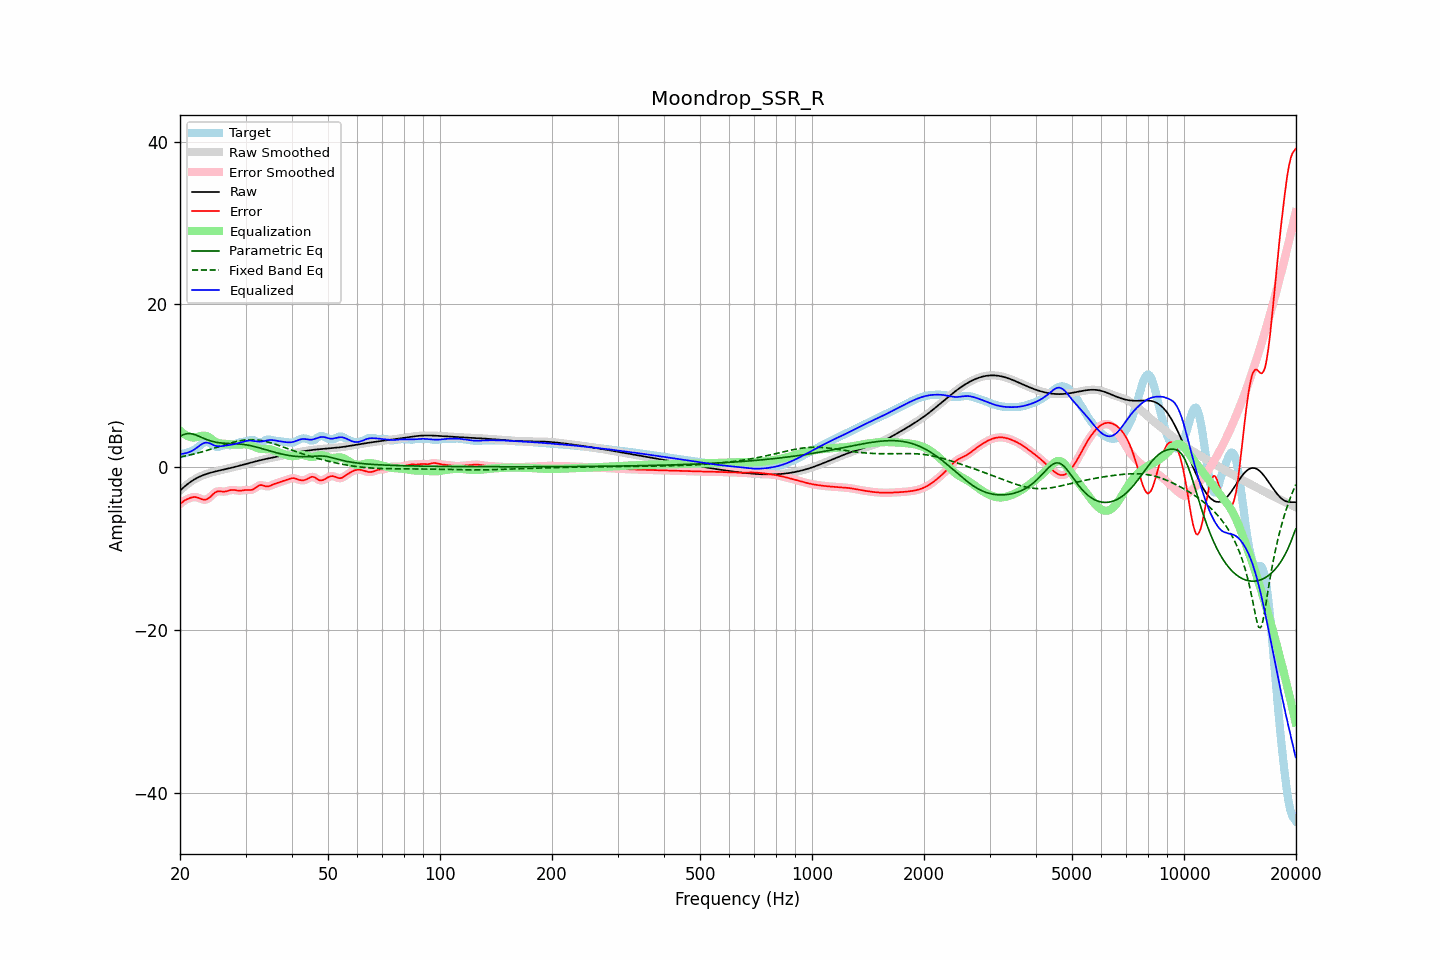 Moondrop_SSR_R
Target
Raw Smoothed
Error Smoothed
Raw
Error
Equalization
Parametric Eq
Fixed Band Eq
Equalized
40
20
0
−20
−40
Amplitude (dBr)
20 50 100 200 500 1000 2000 5000 10000 20000
Frequency (Hz)